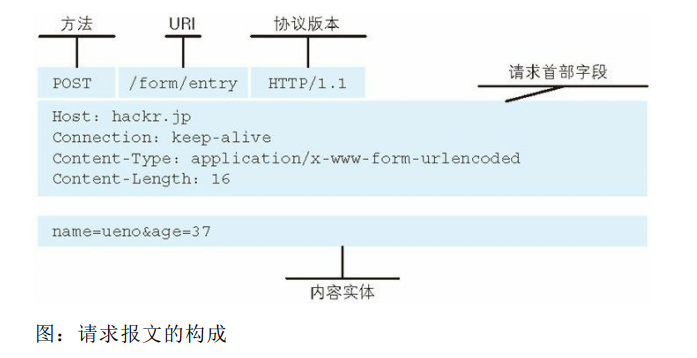 方法 URI 协议版本
请求首部字段
POST /form/entry HTTP/1.1
Host: hackr.jp
Connection: keep-alive
Content-Type: application/x-www-form-urlencoded
Content-Length: 16
name=ueno&age=37
内容实体
图：请求报文的构成